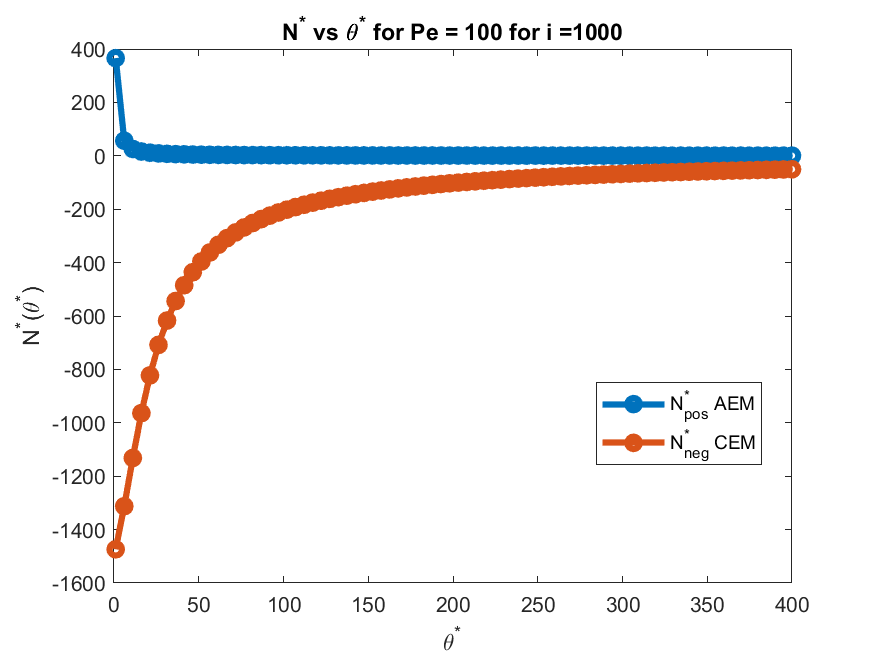 N* vs θ* for Pe = 100 for i =1000
400
200
0
-200
-400
-600
-800
-1000
-1200
-1400
-1600
N*(θ*)
N*pos AEM
N*neg CEM
0 50 100 150 200 250 300 350 400
θ*